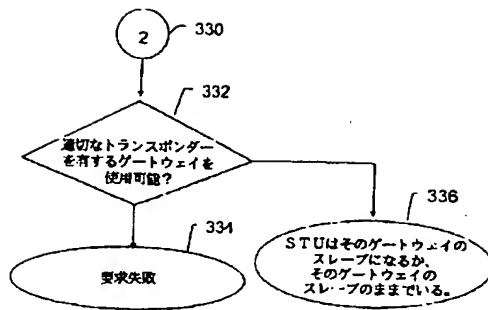 2
330
332
適切なトランスポンダー
を有するゲートウェイを
使用可能?
334
要求失敗
336
STUはそのゲートウェイの
スレーブになるか、
そのゲートウェイの
スレーブのままでいる。